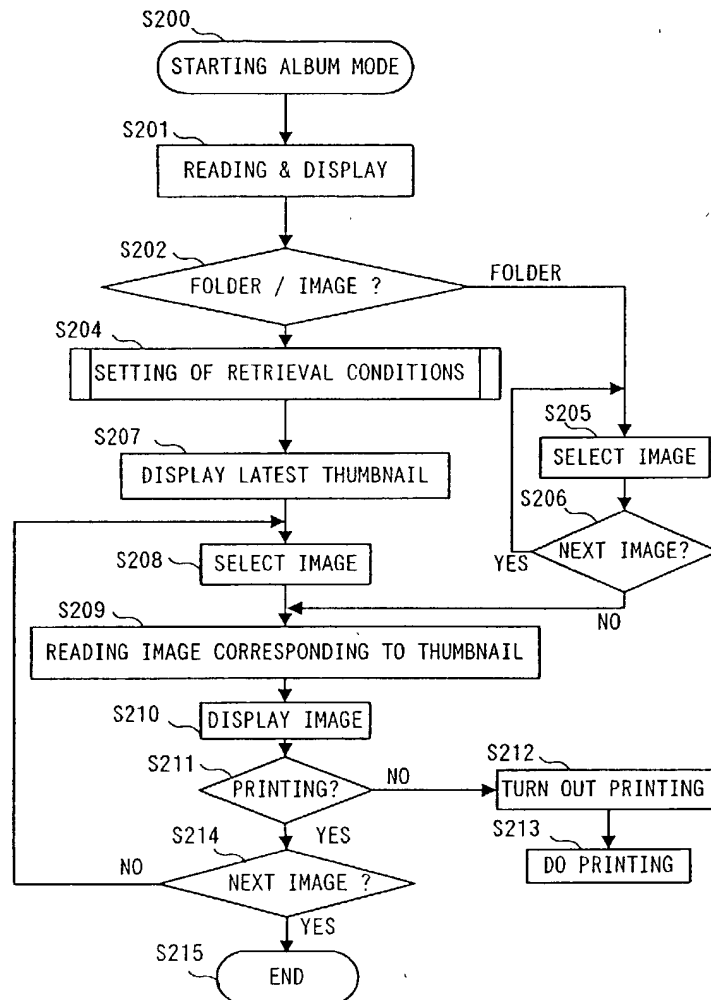 S200
STARTING ALBUM MODE
S201
READING & DISPLAY
S202
FOLDER / IMAGE ?
FOLDER
S204
SETTING OF RETRIEVAL CONDITIONS
S205
SELECT IMAGE
S207
DISPLAY LATEST THUMBNAIL
S206
NEXT IMAGE?
YES
NO
S208
SELECT IMAGE
S209
READING IMAGE CORRESPONDING TO THUMBNAIL
S210
DISPLAY IMAGE
S211
PRINTING?
NO
S212
TURN OUT PRINTING
YES
S213
DO PRINTING
S214
NO
NEXT IMAGE ?
YES
S215
END